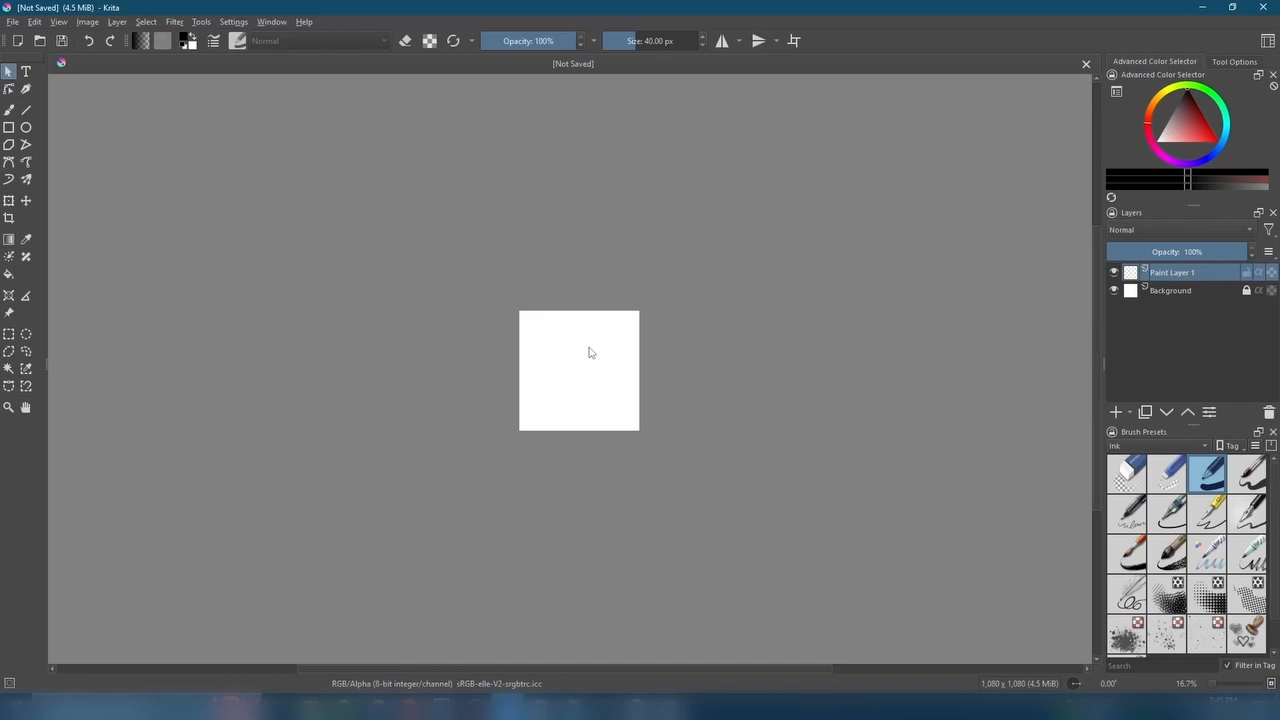 [Not Saved] (4.5 MiB) - Krita
File Edit View Image Layer Select Filter Tools Settings Window Help
Normal Opacity: 100% Size: 40.00 px
[Not Saved]
Advanced Color Selector Tool Options
Advanced Color Selector
Layers
Normal
Opacity: 100%
Paint Layer 1
Background
Brush Presets
Ink Tag
Search Filter in Tag
RGB/Alpha (8-bit integer/channel) sRGB-elle-V2-srgbtrc.icc 1,080 x 1,080 (4.5 MiB) 0.00° 16.7%